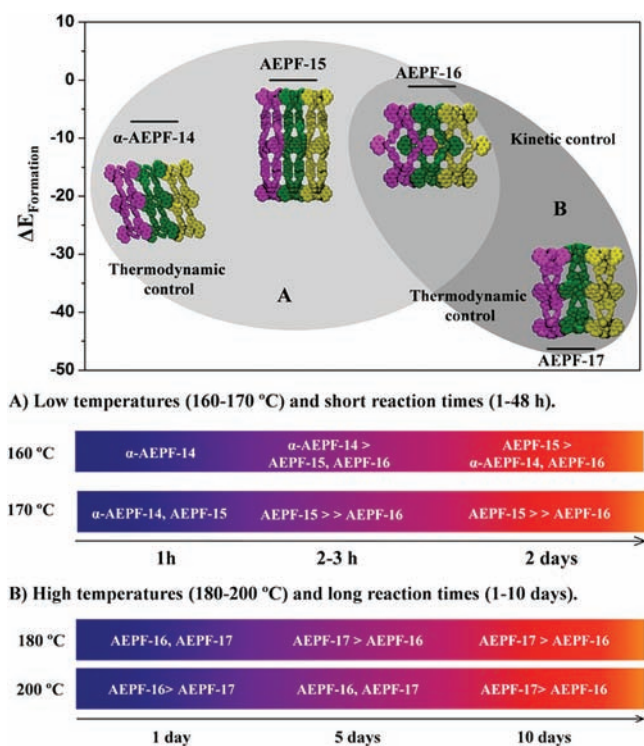 10
0
-10
-20
-30
-40
-50
ΔE_Formation
AEPF-15
AEPF-16
α-AEPF-14
Kinetic control
B
Thermodynamic
control
A
Thermodynamic
control
AEPF-17
A) Low temperatures (160-170 ºC) and short reaction times (1-48 h).
160 ºC
α-AEPF-14
α-AEPF-14 >
AEPF-15, AEPF-16
AEPF-15 >
α-AEPF-14, AEPF-16
170 ºC
α-AEPF-14, AEPF-15
AEPF-15 > > AEPF-16
AEPF-15 > > AEPF-16
1h
2-3 h
2 days
B) High temperatures (180-200 ºC) and long reaction times (1-10 days).
180 ºC
AEPF-16, AEPF-17
AEPF-17 > AEPF-16
AEPF-17 > AEPF-16
200 ºC
AEPF-16> AEPF-17
AEPF-16, AEPF-17
AEPF-17> AEPF-16
1 day
5 days
10 days